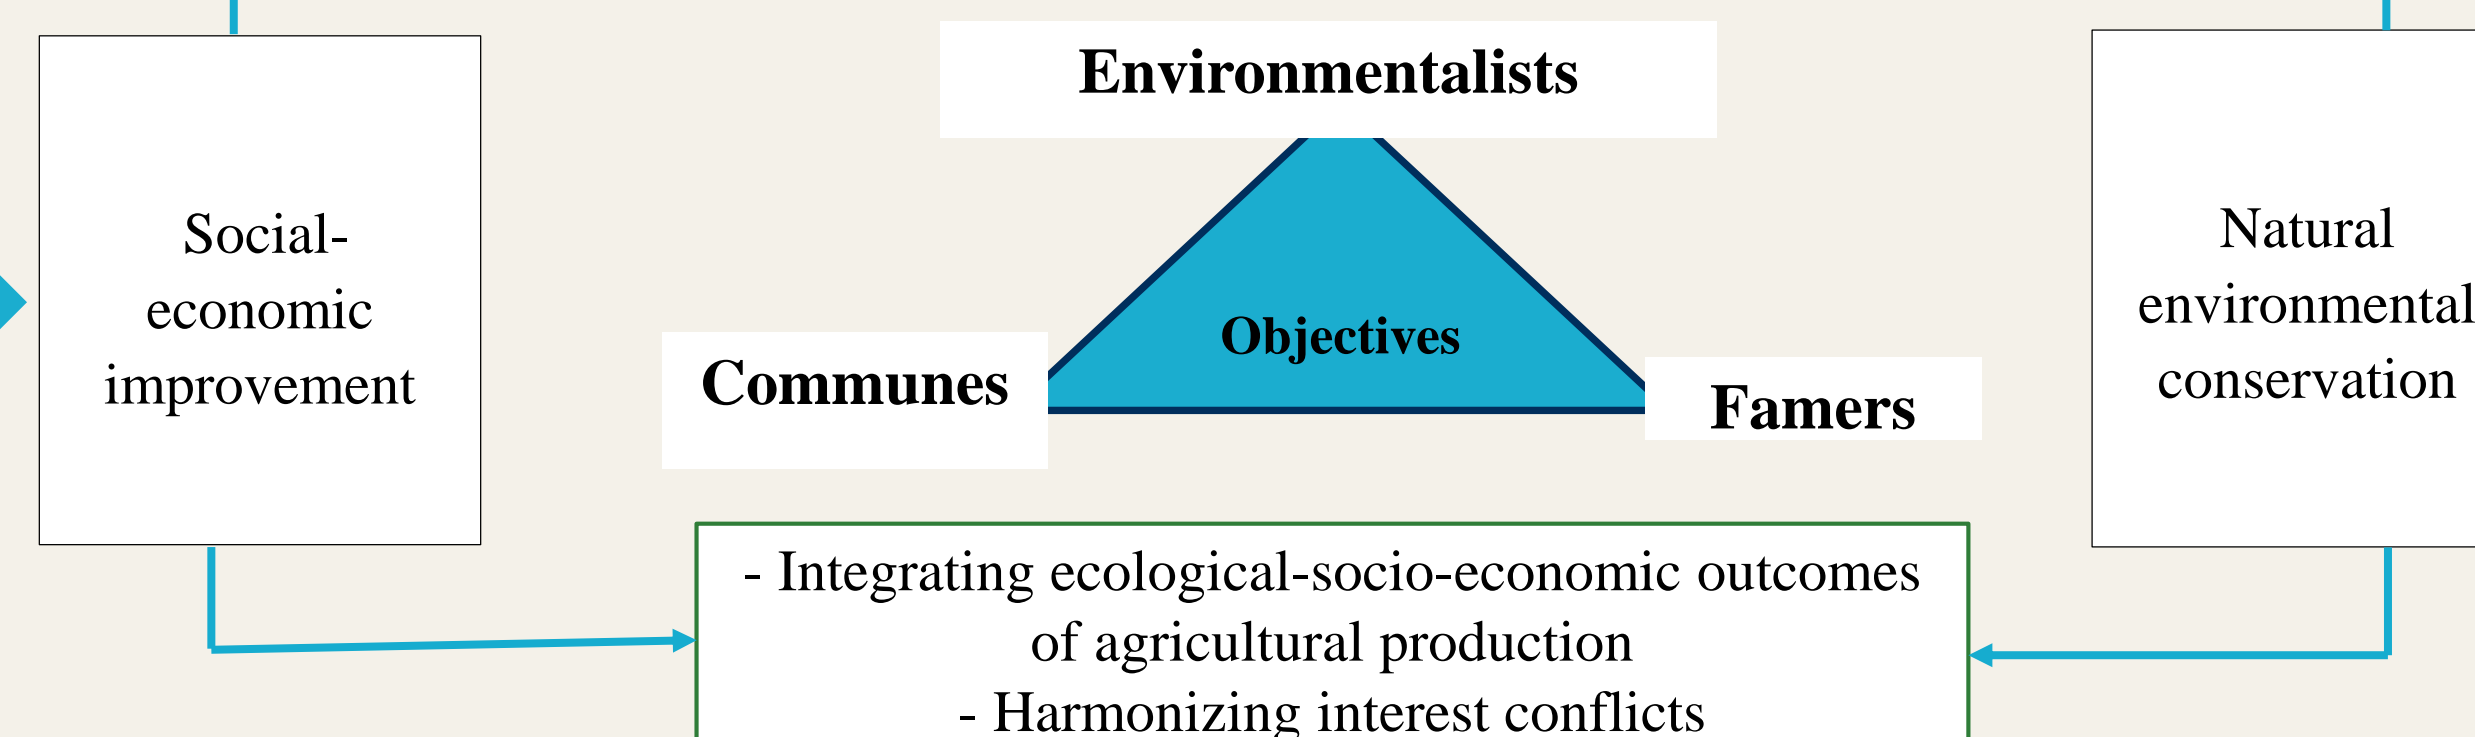 Environmentalists
Social-
economic
improvement
Objectives
Communes
Famers
Natural
environmental
conservation
- Integrating ecological-socio-economic outcomes
of agricultural production
- Harmonizing interest conflicts